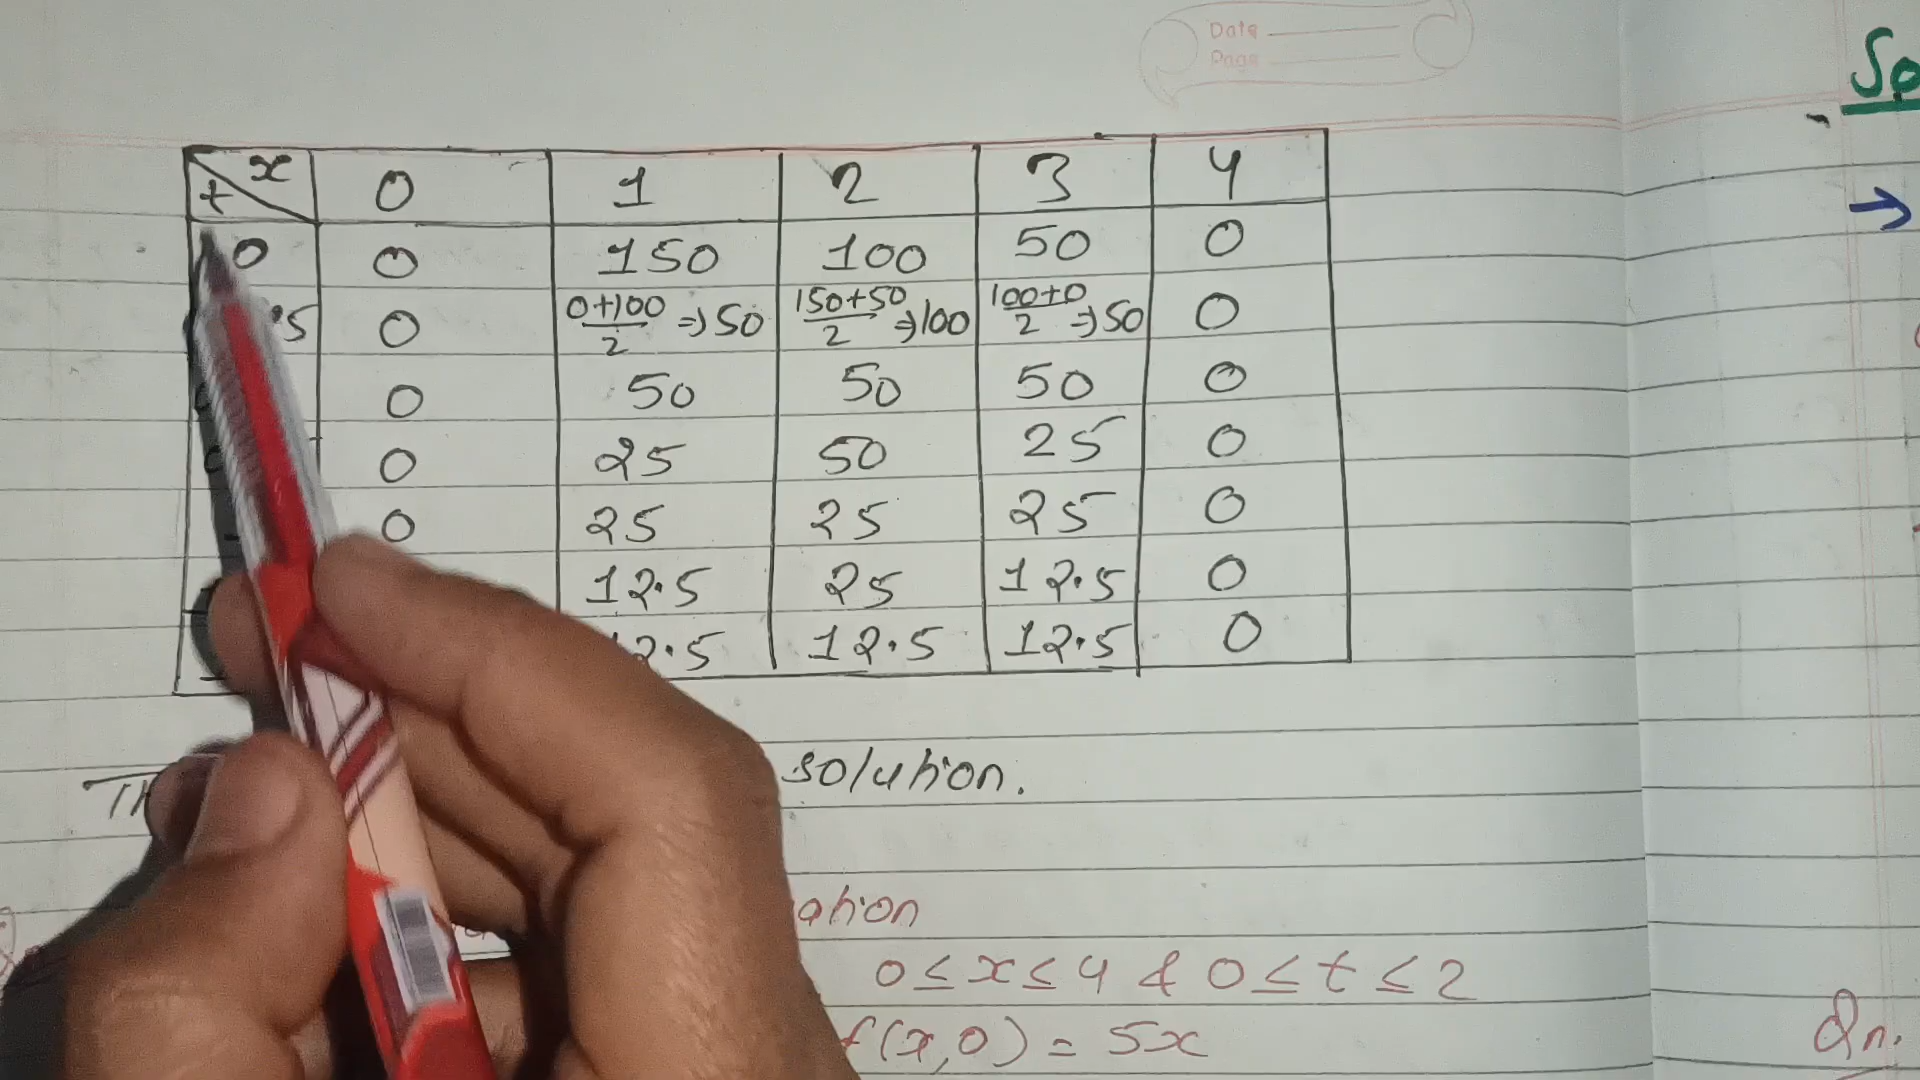 Date
Page
x 0 1 2 3 4
t
0 0 150 100 50 0
0 0+100/2 ⇒ 50 150+50/2 ⇒ 100 100+0/2 ⇒ 50 0
0 50 50 50 0
0 25 50 25 0
0 25 25 25 0
12.5 25 12.5 0
12.5 12.5 0
solution.
0 ≤ x ≤ 4 & 0 ≤ t ≤ 2
f(x,0) = 5x
Qn.